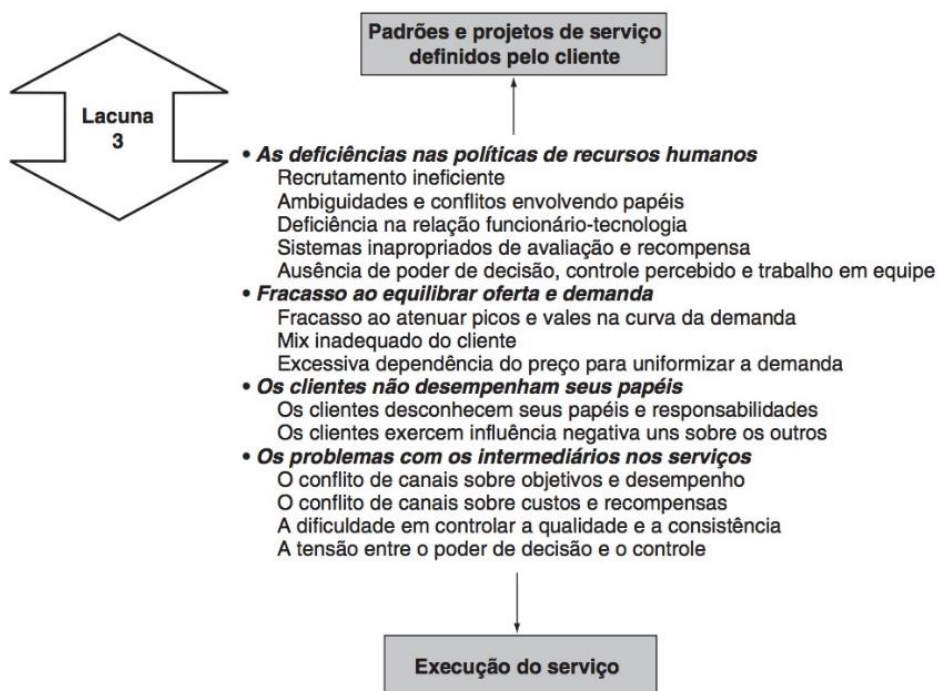 Padrões e projetos de serviço
definidos pelo cliente
Lacuna
3
• As deficiências nas políticas de recursos humanos
Recrutamento ineficiente
Ambiguidades e conflitos envolvendo papéis
Deficiência na relação funcionário-tecnologia
Sistemas inapropriados de avaliação e recompensa
Ausência de poder de decisão, controle percebido e trabalho em equipe
• Fracasso ao equilibrar oferta e demanda
Fracasso ao atenuar picos e vales na curva da demanda
Mix inadequado do cliente
Excessiva dependência do preço para uniformizar a demanda
• Os clientes não desempenham seus papéis
Os clientes desconhecem seus papéis e responsabilidades
Os clientes exercem influência negativa uns sobre os outros
• Os problemas com os intermediários nos serviços
O conflito de canais sobre objetivos e desempenho
O conflito de canais sobre custos e recompensas
A dificuldade em controlar a qualidade e a consistência
A tensão entre o poder de decisão e o controle
Execução do serviço